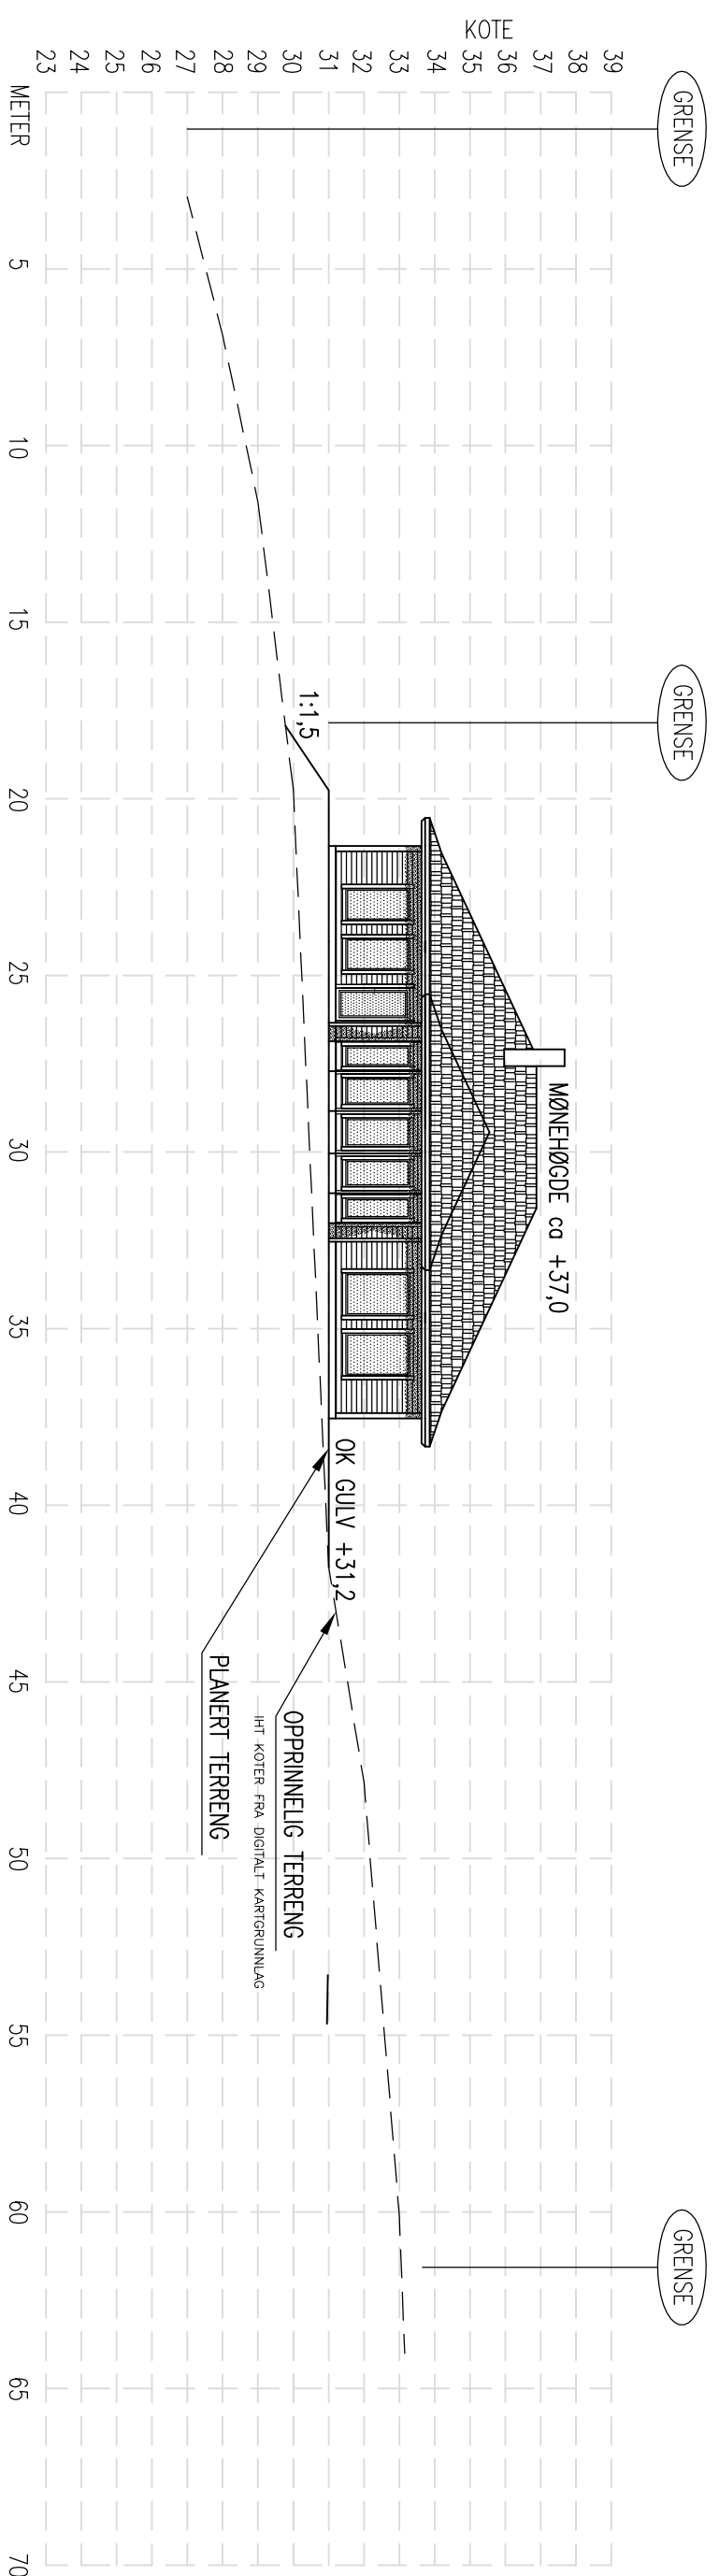 GRENSE
GRENSE
GRENSE
KOTE
39
38
37
36
35
34
33
32
31
30
29
28
27
26
25
24
23
MØNEHØGDE ca +37,0
1:1,5
OK GULV +31,2
OPPRINNELIG TERRENG
IHT KOTER FRA DIGITALT KARTGRUNNLAG
PLANERT TERRENG
METER 5 10 15 20 25 30 35 40 45 50 55 60 65 70